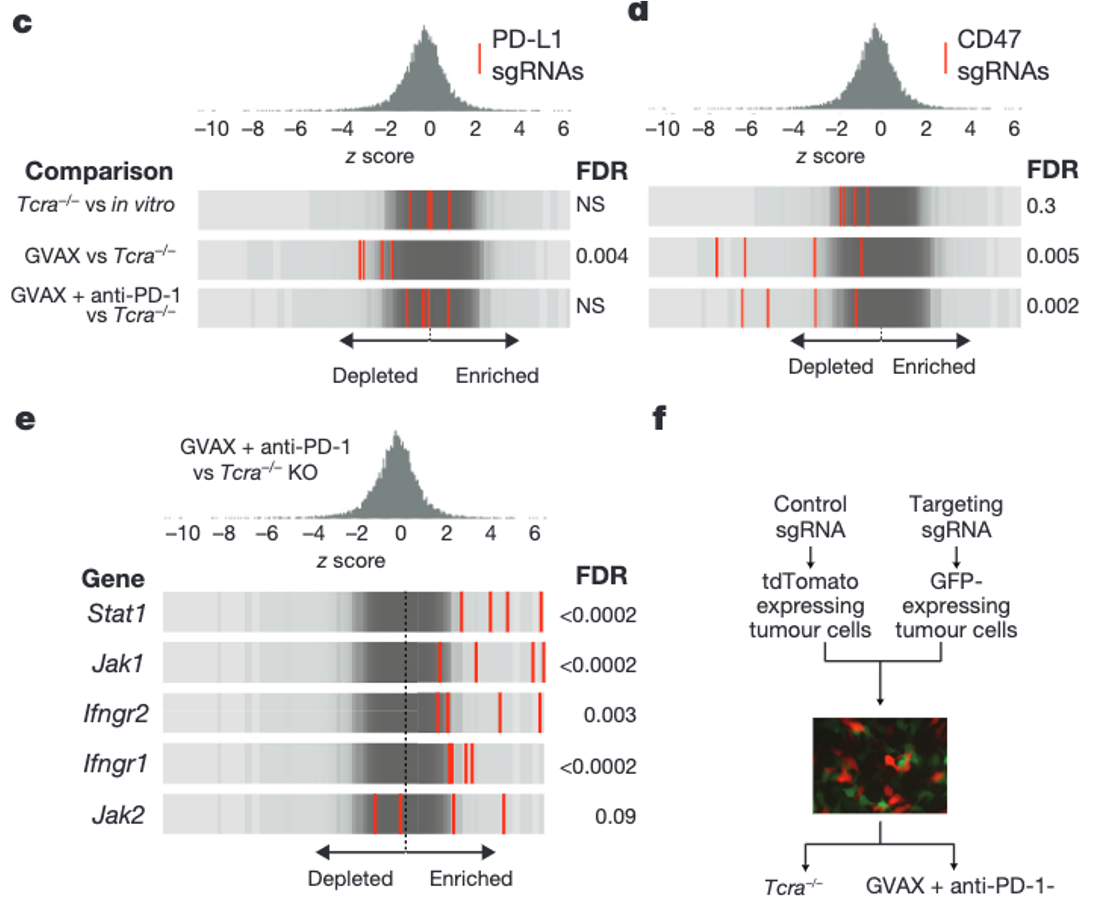 c
PD-L1
sgRNAs
–10 –8 –6 –4 –2 0 2 4 6
z score
Comparison
FDR
Tcra–/– vs in vitro
NS
GVAX vs Tcra–/–
0.004
GVAX + anti-PD-1
vs Tcra–/–
NS
Depleted
Enriched
d
CD47
sgRNAs
–10 –8 –6 –4 –2 0 2 4 6
z score
FDR
0.3
0.005
0.002
Depleted
Enriched
e
GVAX + anti-PD-1
vs Tcra–/– KO
–10 –8 –6 –4 –2 0 2 4 6
z score
Gene
FDR
Stat1
<0.0002
Jak1
<0.0002
Ifngr2
0.003
Ifngr1
<0.0002
Jak2
0.09
Depleted
Enriched
f
Control
sgRNA
Targeting
sgRNA
tdTomato
expressing
tumour cells
GFP-
expressing
tumour cells
Tcra–/–
GVAX + anti-PD-1-